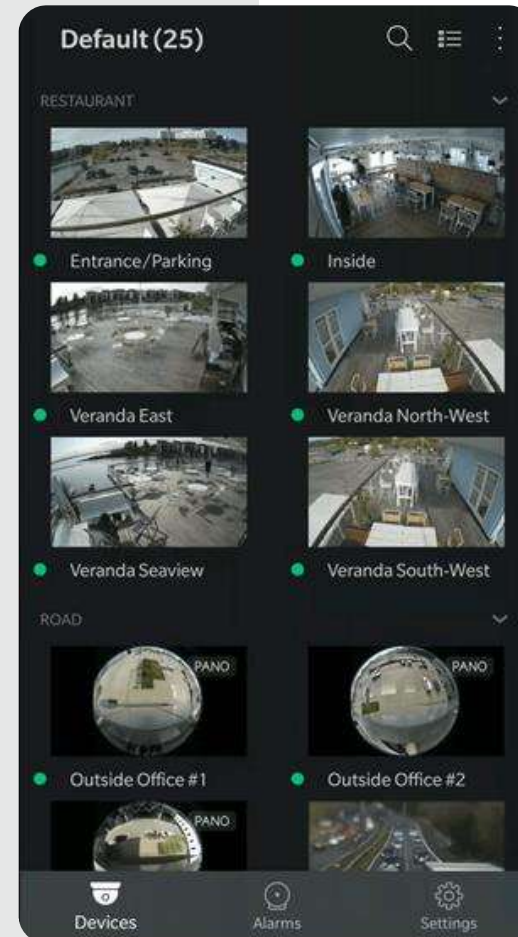 Default (25)
RESTAURANT
Entrance/Parking
Inside
Veranda East
Veranda North-West
Veranda Seaview
Veranda South-West
ROAD
PANO
PANO
Outside Office #1
Outside Office #2
PANO
Devices
Alarms
Settings